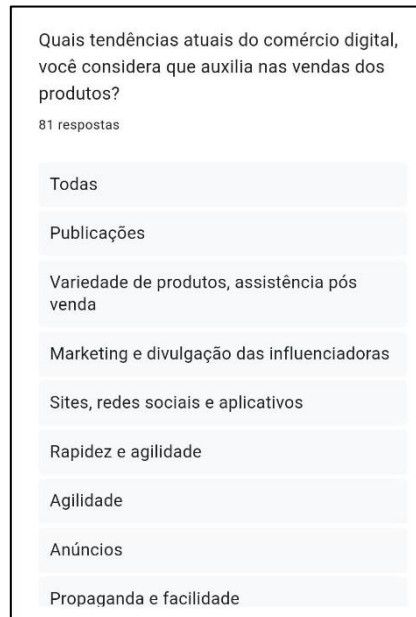 Quais tendências atuais do comércio digital,
você considera que auxilia nas vendas dos
produtos?
81 respostas
Todas
Publicações
Variedade de produtos, assistência pós
venda
Marketing e divulgação das influenciadoras
Sites, redes sociais e aplicativos
Rapidez e agilidade
Agilidade
Anúncios
Propaganda e facilidade